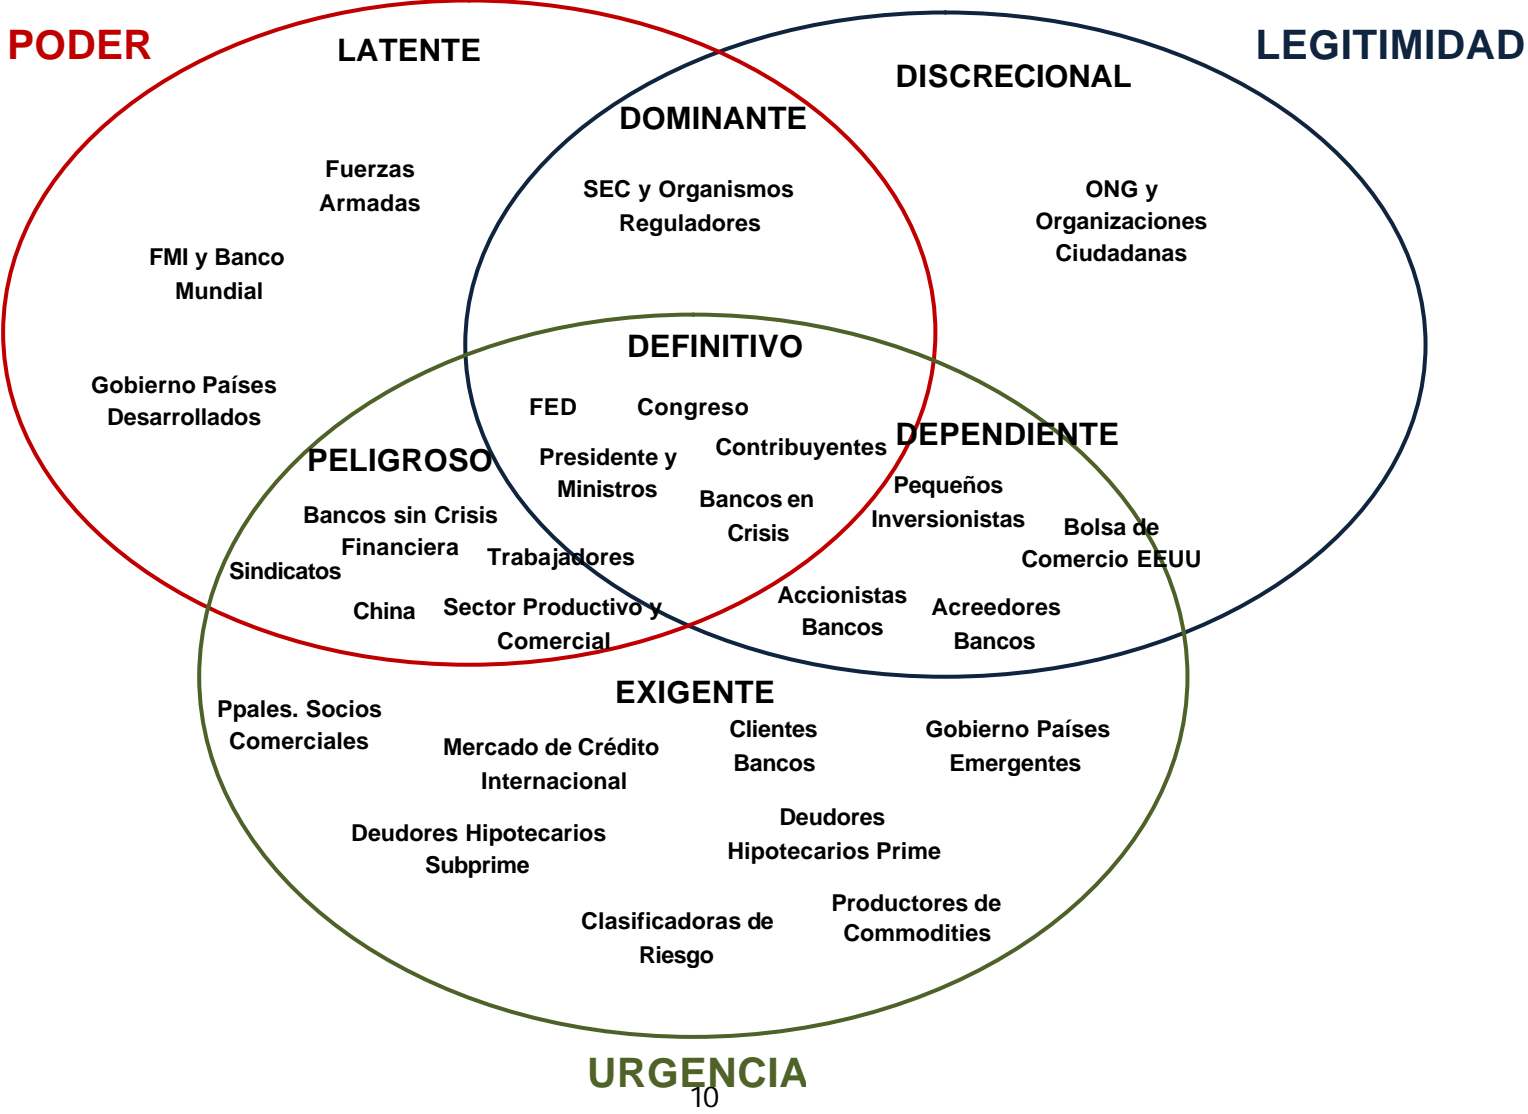 PODER
LATENTE
LEGITIMIDAD
DISCRECIONAL
DOMINANTE
Fuerzas
Armadas
SEC y Organismos
Reguladores
ONG y
Organizaciones
Ciudadanas
FMI y Banco
Mundial
Gobierno Países
Desarrollados
DEFINITIVO
FED
Congreso
Contribuyentes
Presidente y
Ministros
Bancos en
Crisis
DEPENDIENTE
Pequeños
Inversionistas
Bolsa de
Comercio EEUU
Accionistas
Bancos
Acreedores
Bancos
PELIGROSO
Bancos sin Crisis
Financiera
Trabajadores
Sindicatos
China
Sector Productivo y
Comercial
EXIGENTE
Ppales. Socios
Comerciales
Mercado de Crédito
Internacional
Clientes
Bancos
Gobierno Países
Emergentes
Deudores Hipotecarios
Subprime
Deudores
Hipotecarios Prime
Clasificadoras de
Riesgo
Productores de
Commodities
URGENCIA
10